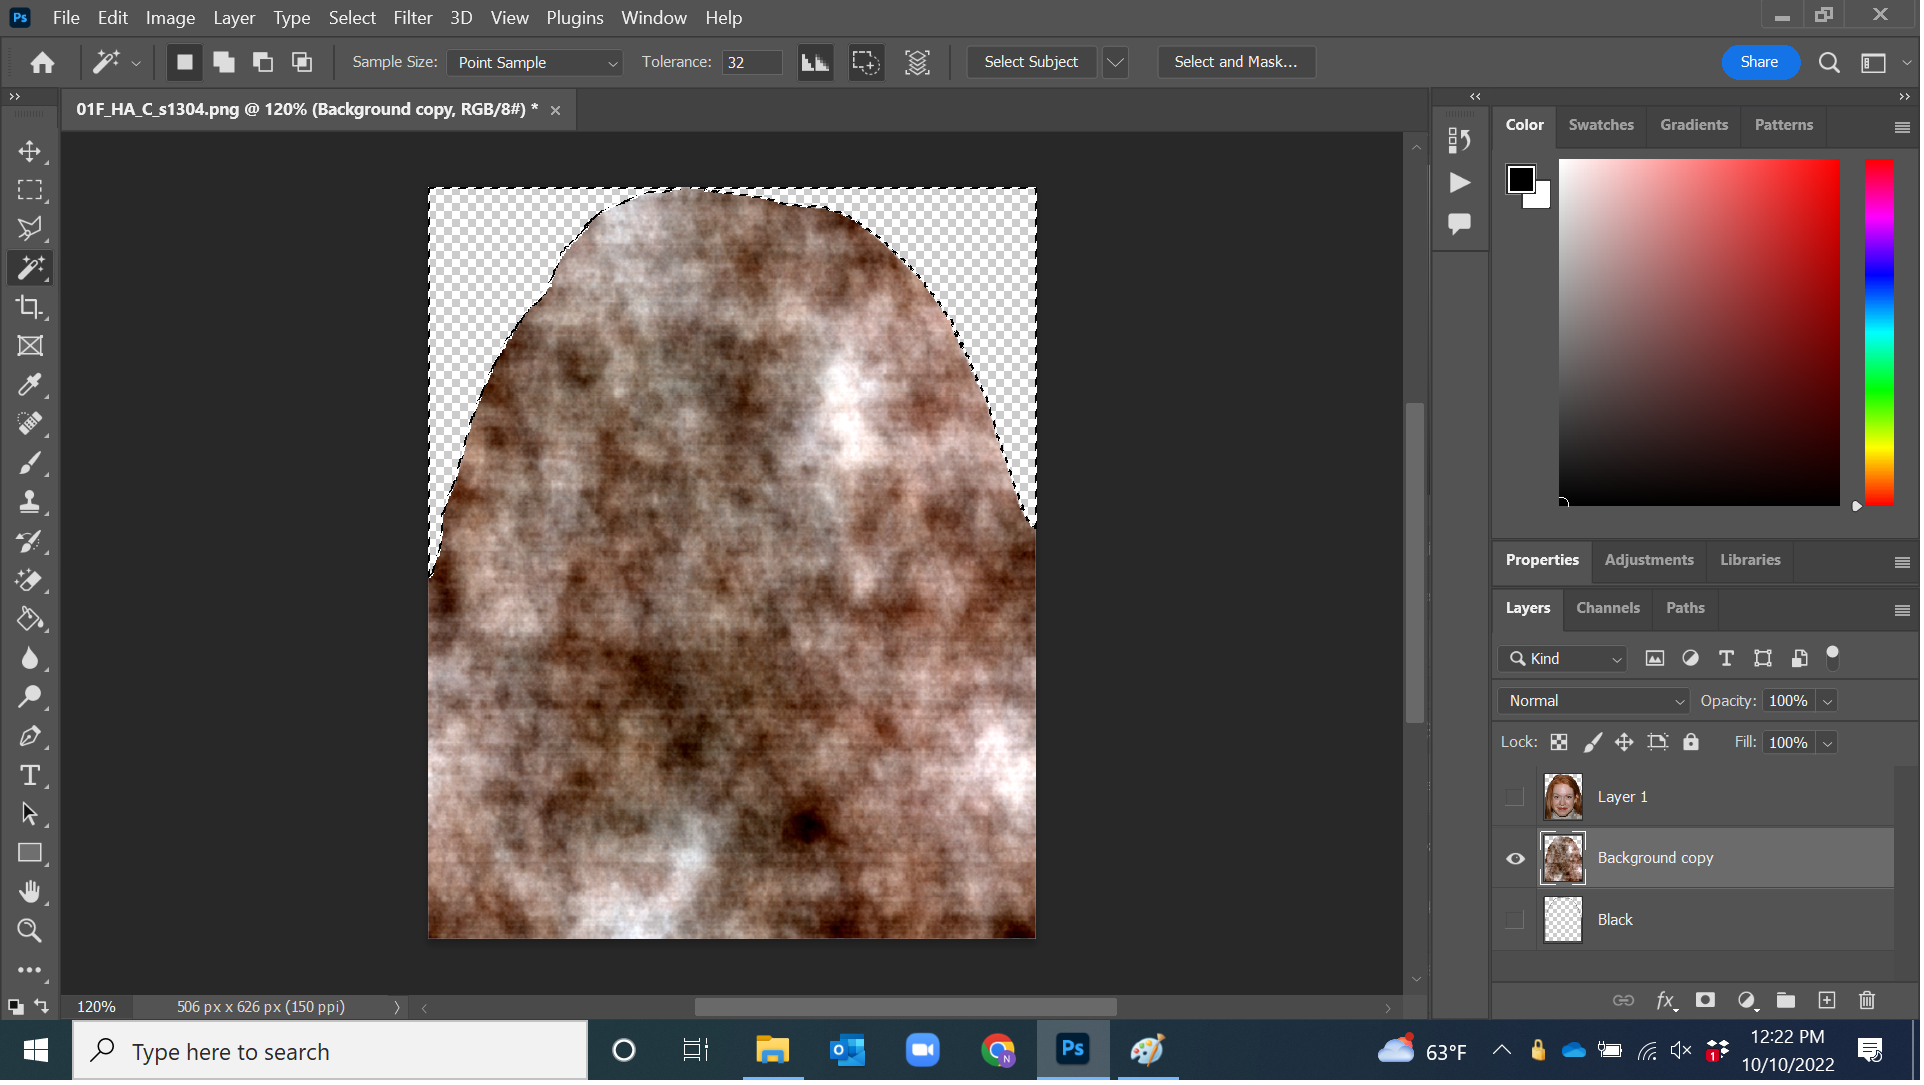 Ps File Edit Image Layer Type Select Filter 3D View Plugins Window Help
Sample Size: Point Sample Tolerance: 32 Select Subject Select and Mask... Share
01F_HA_C_s1304.png @ 120% (Background copy, RGB/8#) *
Color Swatches Gradients Patterns
Properties Adjustments Libraries
Layers Channels Paths
Kind
Normal Opacity: 100%
Lock: Fill: 100%
Layer 1
Background copy
Black
fx
120% 506 px x 626 px (150 ppi)
Type here to search
N
Ps
63°F
1
12:22 PM
10/10/2022